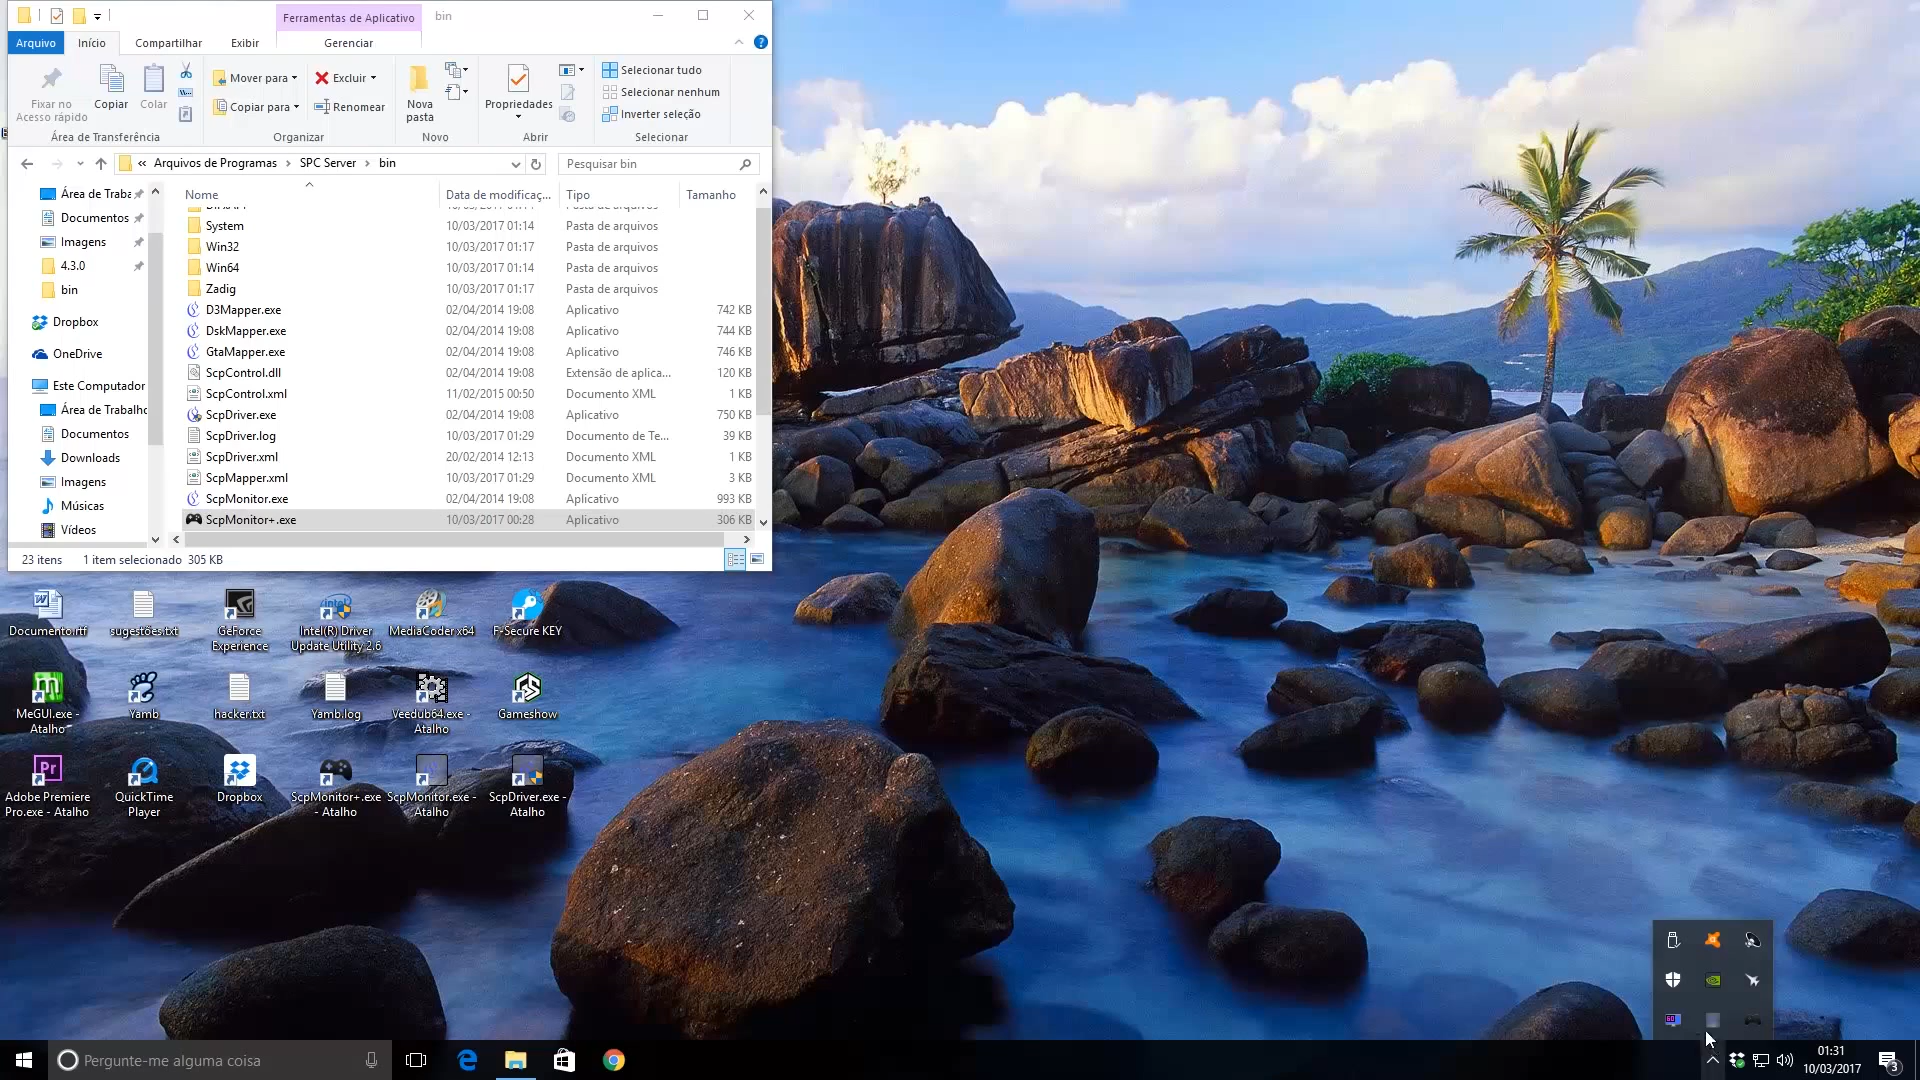 Ferramentas de Aplicativo bin
Arquivo Início Compartilhar Exibir Gerenciar
Fixar no Acesso rápido
Copiar
Colar
Mover para
Copiar para
Excluir
Renomear
Nova pasta
Propriedades
Selecionar tudo
Selecionar nenhum
Inverter seleção
Área de Transferência Organizar Novo Abrir Selecionar
« Arquivos de Programas > SPC Server > bin
Pesquisar bin
Área de Traba
Documentos
Imagens
4.3.0
bin
Dropbox
OneDrive
Este Computador
Área de Trabalho
Documentos
Downloads
Imagens
Músicas
Vídeos
Nome Data de modificaç... Tipo Tamanho
System 10/03/2017 01:14 Pasta de arquivos
Win32 10/03/2017 01:17 Pasta de arquivos
Win64 10/03/2017 01:14 Pasta de arquivos
Zadig 10/03/2017 01:17 Pasta de arquivos
D3Mapper.exe 02/04/2014 19:08 Aplicativo 742 KB
DskMapper.exe 02/04/2014 19:08 Aplicativo 744 KB
GtaMapper.exe 02/04/2014 19:08 Aplicativo 746 KB
ScpControl.dll 02/04/2014 19:08 Extensão de aplica... 120 KB
ScpControl.xml 11/02/2015 00:50 Documento XML 1 KB
ScpDriver.exe 02/04/2014 19:08 Aplicativo 750 KB
ScpDriver.log 10/03/2017 01:29 Documento de Te... 39 KB
ScpDriver.xml 20/02/2014 12:13 Documento XML 1 KB
ScpMapper.xml 10/03/2017 01:29 Documento XML 3 KB
ScpMonitor.exe 02/04/2014 19:08 Aplicativo 993 KB
ScpMonitor+.exe 10/03/2017 00:28 Aplicativo 306 KB
23 itens 1 item selecionado 305 KB
Documento.rtf
sugestões.txt
GeForce Experience
Intel(R) Driver Update Utility 2.6
MediaCoder x64
F-Secure KEY
MeGUI.exe - Atalho
Yamb
hacker.txt
Yamb.log
Veedub64.exe - Atalho
Gameshow
Adobe Premiere Pro.exe - Atalho
QuickTime Player
Dropbox
ScpMonitor+.exe - Atalho
ScpMonitor.exe - Atalho
ScpDriver.exe - Atalho
Pergunte-me alguma coisa
01:31
10/03/2017
3